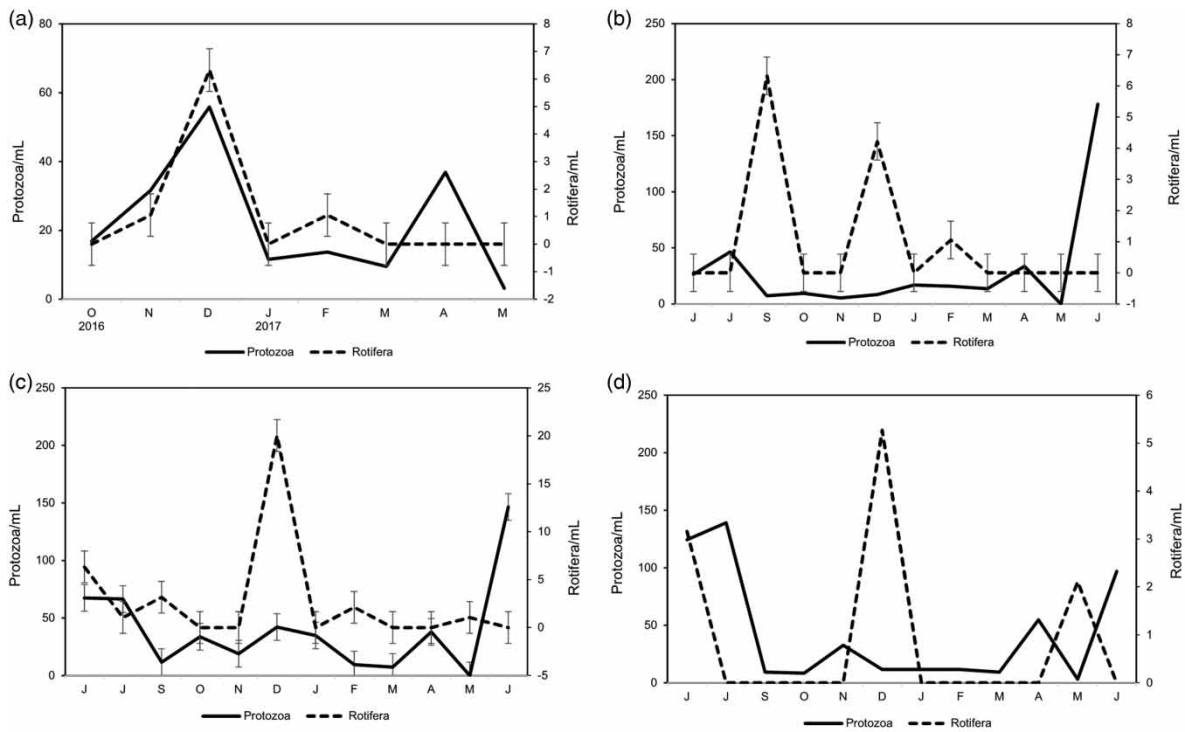 (a)
80
60
40
20
0
Protozoa/mL
8
7
6
5
4
3
2
1
0
-1
-2
Rotifera/mL
O N D J F M A M
2016 2017
Protozoa Rotifera
(b)
250
200
150
100
50
0
Protozoa/mL
8
7
6
5
4
3
2
1
0
-1
Rotifera/mL
J J S O N D J F M A M J
Protozoa Rotifera
(c)
250
200
150
100
50
0
Protozoa/mL
25
20
15
10
5
0
-5
Rotifera/mL
J J S O N D J F M A M J
Protozoa Rotifera
(d)
250
200
150
100
50
0
Protozoa/mL
6
5
4
3
2
1
0
Rotifera/mL
J J S O N D J F M A M J
Protozoa Rotifera